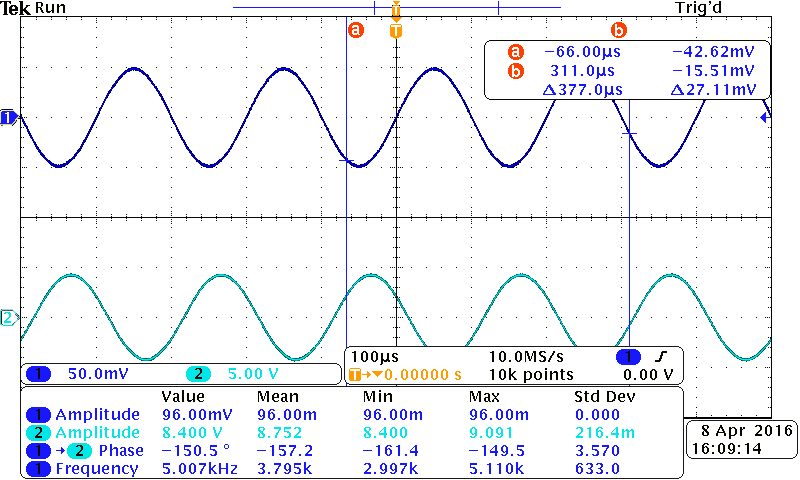 Tek Run Trig'd
T
a b
T
a −66.00µs −42.62mV
b 311.0µs −15.51mV
Δ377.0µs Δ27.11mV
1
2
1 50.0mV 2 5.00 V
100µs 10.0MS/s 1
T→▾0.00000 s 10k points 0.00 V
Value Mean Min Max Std Dev
1 Amplitude 96.00mV 96.00m 96.00m 96.00m 0.000
2 Amplitude 8.400 V 8.752 8.400 9.091 216.4m
1 → 2 Phase −150.5 ° −157.2 −161.4 −149.5 3.570
1 Frequency 5.007kHz 3.795k 2.997k 5.110k 633.0
8 Apr 2016
16:09:14